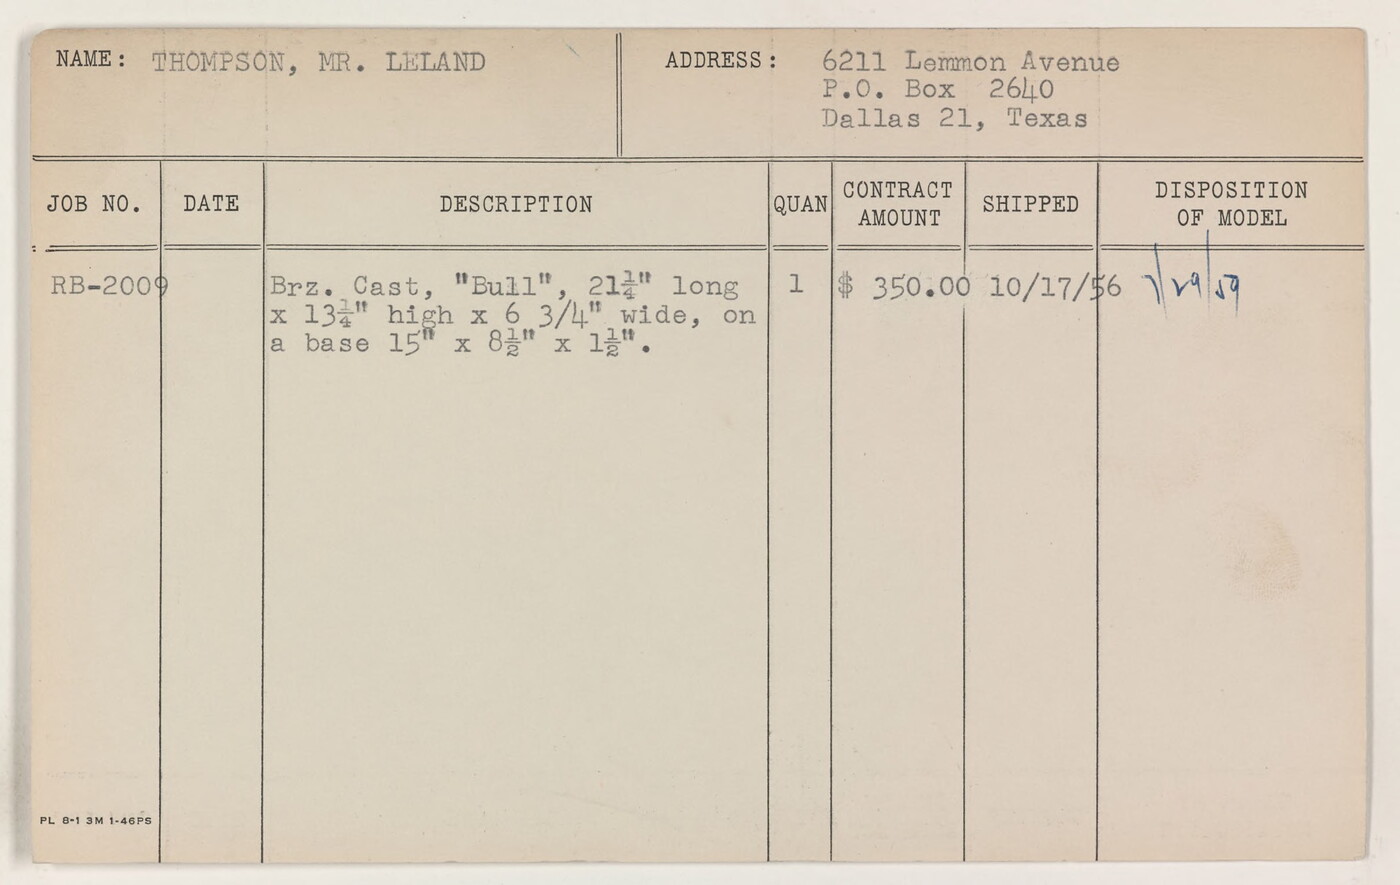 NAME: THOMPSON, MR. LELAND
ADDRESS: 6211 Lemmon Avenue
P.O. Box 2640
Dallas 21, Texas
JOB NO. DATE DESCRIPTION QUAN CONTRACT AMOUNT SHIPPED DISPOSITION OF MODEL
RB-2009 Brz. Cast, "Bull", 21¼" long 1 $ 350.00 10/17/56 7/29/59
x 13¼" high x 6 3/4" wide, on
a base 15" x 8½" x 1½".
PL 8-1 3M 1-46PS